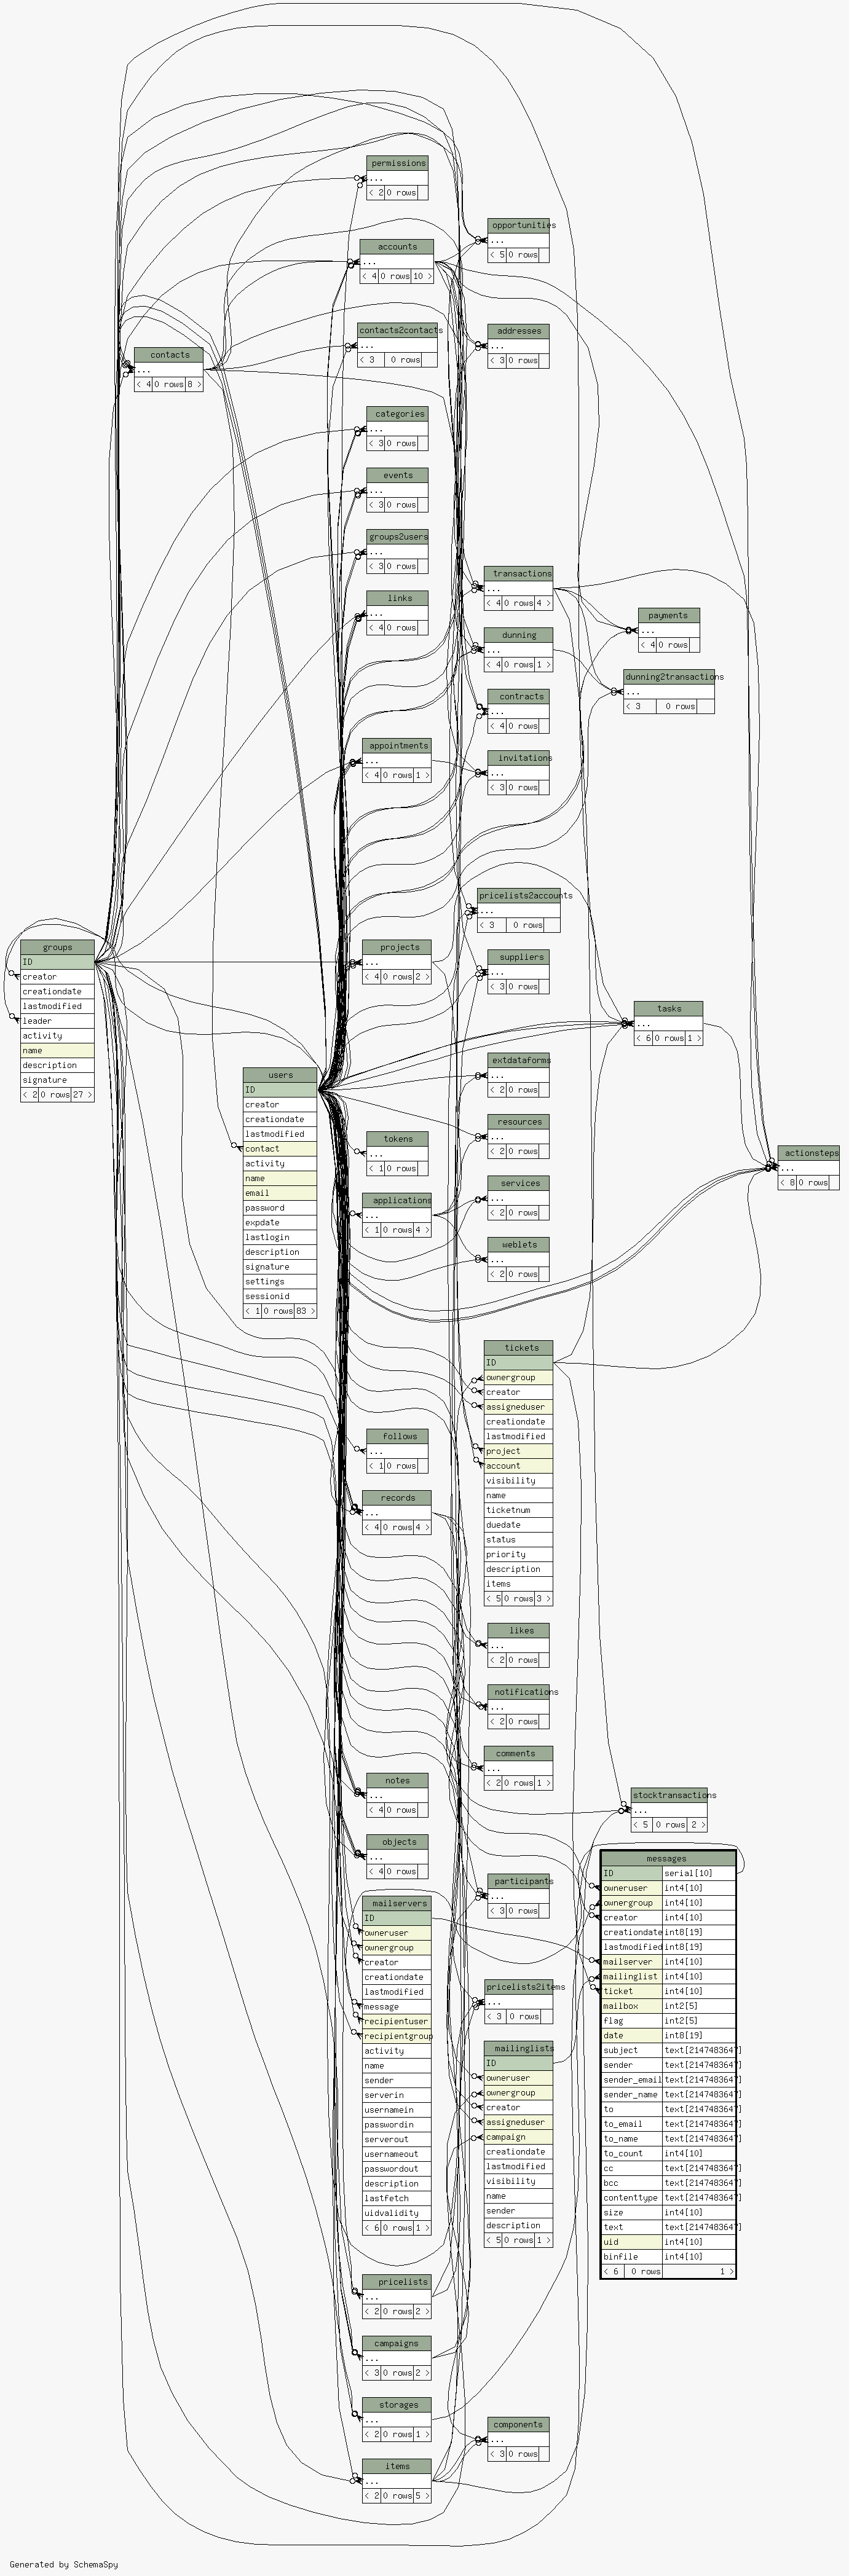 permissions
...
< 2 0 rows
opportunities
...
< 5 0 rows
accounts
...
< 4 0 rows 10 >
contacts2contacts
...
< 3 0 rows
addresses
...
< 3 0 rows
contacts
...
< 4 0 rows 8 >
categories
...
< 3 0 rows
events
...
< 3 0 rows
groups2users
...
< 3 0 rows
links
...
< 4 0 rows
transactions
...
< 4 0 rows 4 >
payments
...
< 4 0 rows
dunning
...
< 4 0 rows 1 >
dunning2transactions
...
< 3 0 rows
contracts
...
< 4 0 rows
appointments
...
< 4 0 rows 1 >
invitations
...
< 3 0 rows
pricelists2accounts
...
< 3 0 rows
groups
ID
creator
creationdate
lastmodified
leader
activity
name
description
signature
< 2 0 rows 27 >
projects
...
< 4 0 rows 2 >
suppliers
...
< 3 0 rows
tasks
...
< 6 0 rows 1 >
users
ID
creator
creationdate
lastmodified
contact
activity
name
email
password
expdate
lastlogin
description
signature
settings
sessionid
< 1 0 rows 83 >
extdataforms
...
< 2 0 rows
resources
...
< 2 0 rows
tokens
...
< 1 0 rows
actionsteps
...
< 8 0 rows
services
...
< 2 0 rows
applications
...
< 1 0 rows 4 >
weblets
...
< 2 0 rows
tickets
ID
ownergroup
creator
assigneduser
creationdate
lastmodified
project
account
visibility
name
ticketnum
duedate
status
priority
description
items
< 5 0 rows 3 >
follows
...
< 1 0 rows
records
...
< 4 0 rows 4 >
likes
...
< 2 0 rows
notifications
...
< 2 0 rows
comments
...
< 2 0 rows 1 >
notes
...
< 4 0 rows
stocktransactions
...
< 5 0 rows 2 >
objects
...
< 4 0 rows
participants
...
< 3 0 rows
messages
ID serial[10]
owneruser int4[10]
ownergroup int4[10]
creator int4[10]
creationdate int8[19]
lastmodified int8[19]
mailserver int4[10]
mailinglist int4[10]
ticket int4[10]
mailbox int2[5]
flag int2[5]
date int8[19]
subject text[2147483647]
sender text[2147483647]
sender_email text[2147483647]
sender_name text[2147483647]
to text[2147483647]
to_email text[2147483647]
to_name text[2147483647]
to_count int4[10]
cc text[2147483647]
bcc text[2147483647]
contenttype text[2147483647]
size int4[10]
text text[2147483647]
uid int4[10]
binfile int4[10]
< 6 0 rows 1 >
mailservers
ID
owneruser
ownergroup
creator
creationdate
lastmodified
message
recipientuser
recipientgroup
activity
name
sender
serverin
usernamein
passwordin
serverout
usernameout
passwordout
description
lastfetch
uidvalidity
< 6 0 rows 1 >
pricelists2items
...
< 3 0 rows
mailinglists
ID
owneruser
ownergroup
creator
assigneduser
campaign
creationdate
lastmodified
visibility
name
sender
description
< 5 0 rows 1 >
pricelists
...
< 2 0 rows 2 >
campaigns
...
< 3 0 rows 2 >
storages
...
< 2 0 rows 1 >
components
...
< 3 0 rows
items
...
< 2 0 rows 5 >
Generated by SchemaSpy